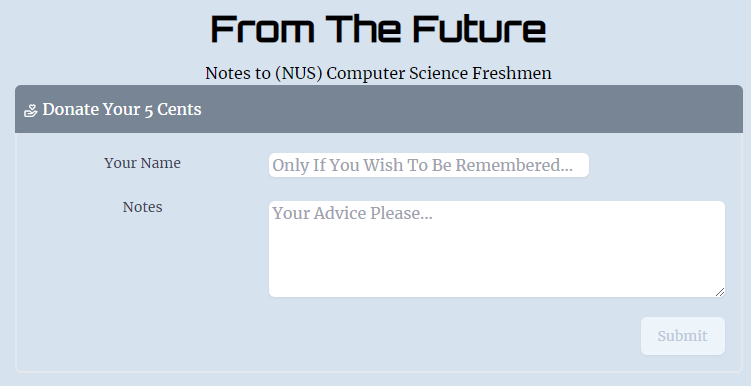 From The Future
Notes to (NUS) Computer Science Freshmen
Donate Your 5 Cents
Your Name
Only If You Wish To Be Remembered...
Notes
Your Advice Please...
Submit